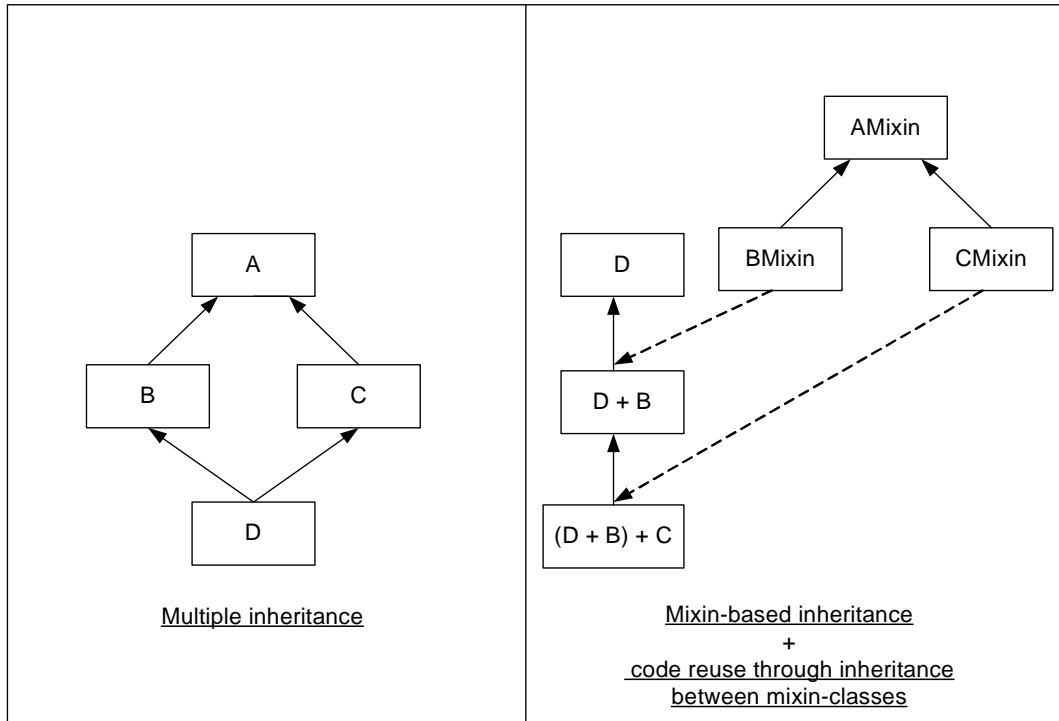 A
B
C
D
Multiple inheritance
AMixin
D
BMixin
CMixin
D + B
(D + B) + C
Mixin-based inheritance
+
code reuse through inheritance
between mixin-classes